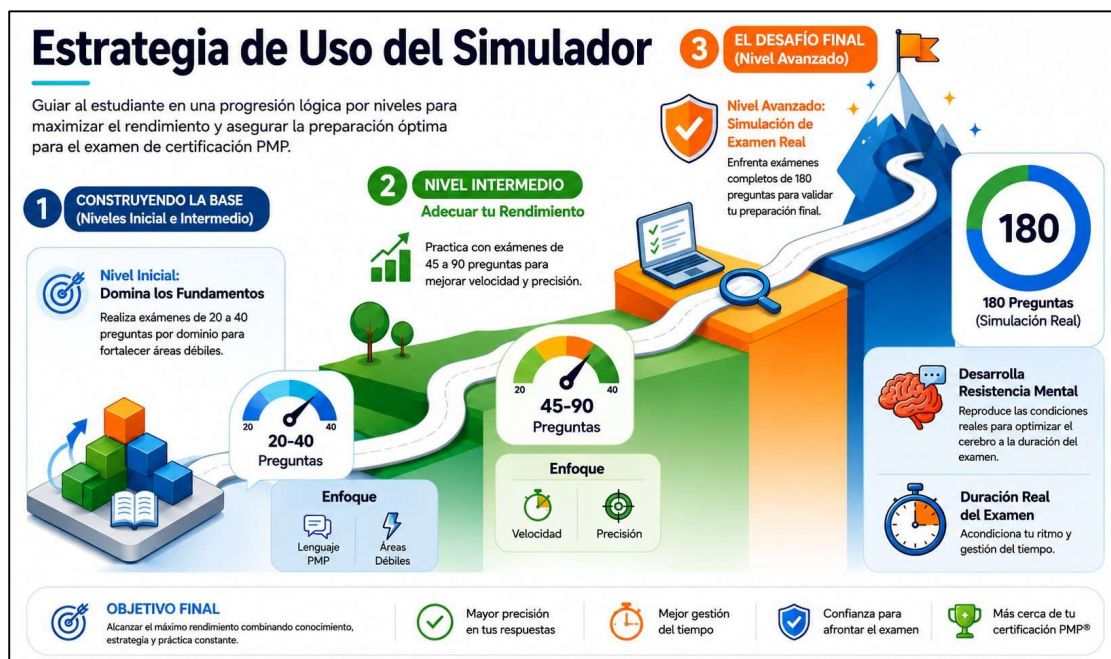 Estrategia de Uso del Simulador
Guiar al estudiante en una progresión lógica por niveles para
maximizar el rendimiento y asegurar la preparación óptima
para el examen de certificación PMP.
1
CONSTRUYENDO LA BASE
(Niveles Inicial e Intermedio)
Nivel Inicial:
Domina los Fundamentos
Realiza exámenes de 20 a 40
preguntas por dominio para
fortalecer áreas débiles.
20
40
20-40
Preguntas
Enfoque
Lenguaje
PMP
Áreas
Débiles
2
NIVEL INTERMEDIO
Adecuar tu Rendimiento
Practica con exámenes de
45 a 90 preguntas para
mejorar velocidad y precisión.
20
40
45-90
Preguntas
Enfoque
Velocidad
Precisión
3
EL DESAFÍO FINAL
(Nivel Avanzado)
Nivel Avanzado:
Simulación de
Examen Real
Enfrenta exámenes
completos de 180
preguntas para validar
tu preparación final.
180
180 Preguntas
(Simulación Real)
Desarrolla
Resistencia Mental
Reproduce las condiciones
reales para optimizar el
cerebro a la duración del
examen.
Duración Real
del Examen
Acondiciona tu ritmo y
gestión del tiempo.
OBJETIVO FINAL
Alcanzar el máximo rendimiento combinando conocimiento,
estrategia y práctica constante.
Mayor precisión
en tus respuestas
Mejor gestión
del tiempo
Confianza para
afrontar el examen
Más cerca de tu
certificación PMP®